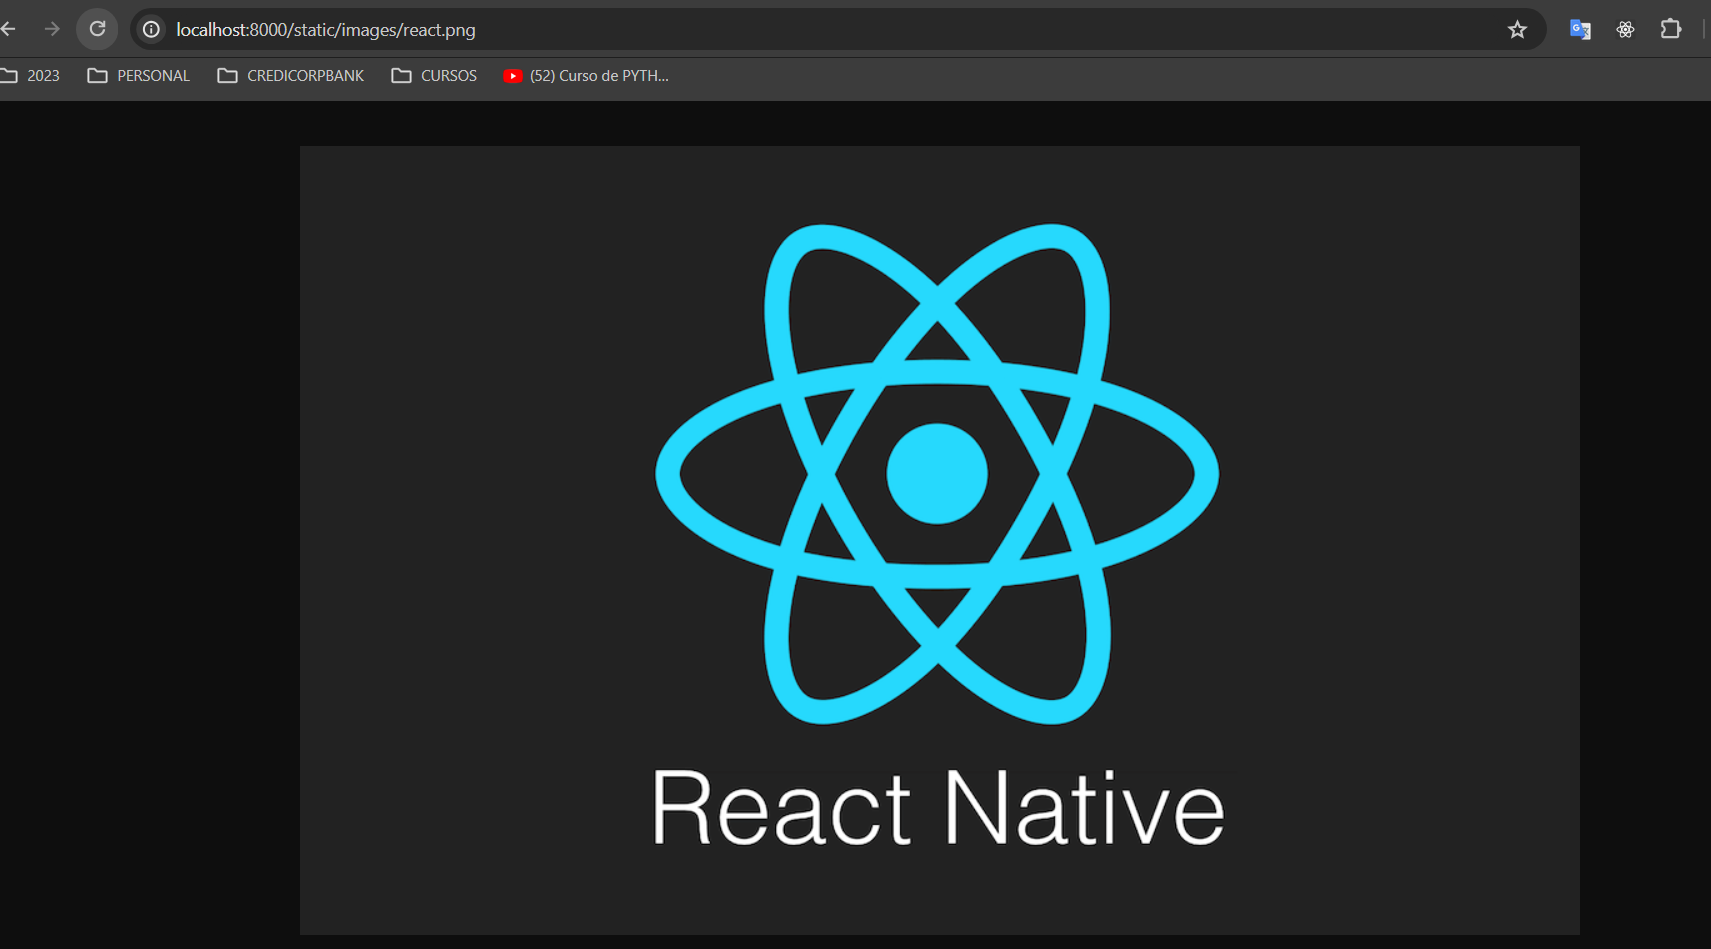 localhost:8000/static/images/react.png
2023 PERSONAL CREDICORPBANK CURSOS (52) Curso de PYTH...
React Native